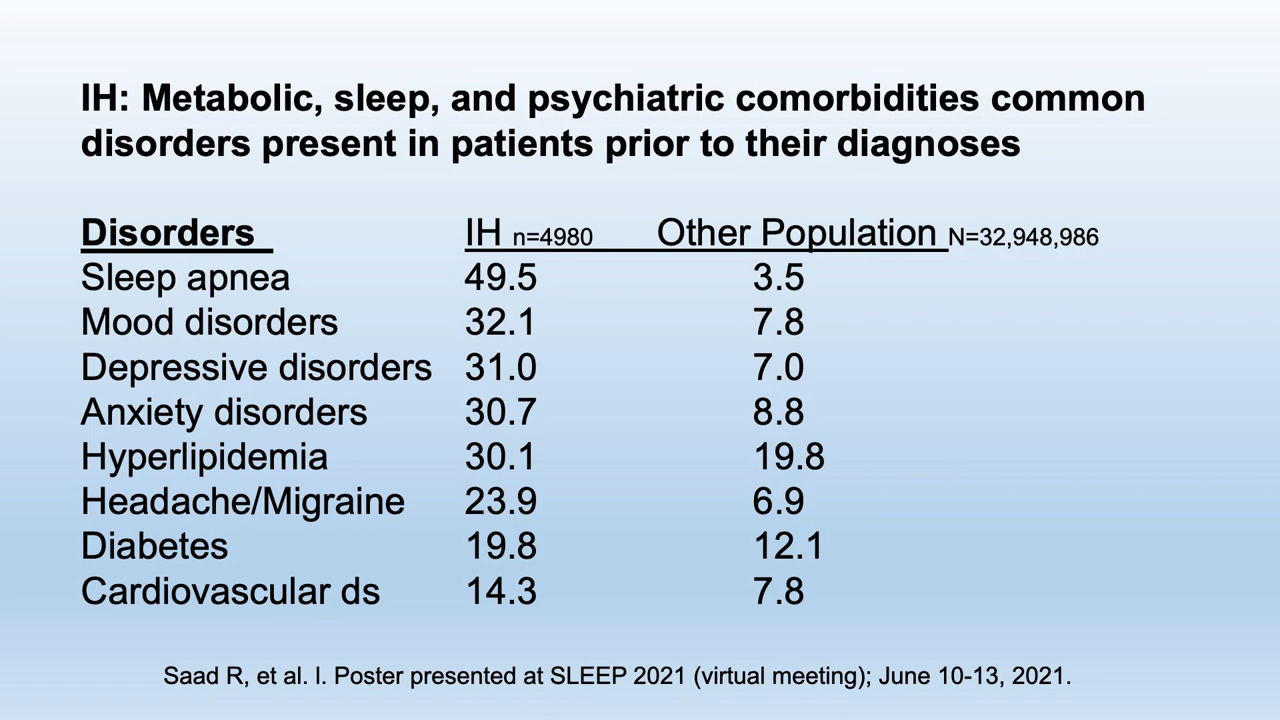 IH: Metabolic, sleep, and psychiatric comorbidities common
disorders present in patients prior to their diagnoses
Disorders IH n=4980 Other Population N=32,948,986
Sleep apnea 49.5 3.5
Mood disorders 32.1 7.8
Depressive disorders 31.0 7.0
Anxiety disorders 30.7 8.8
Hyperlipidemia 30.1 19.8
Headache/Migraine 23.9 6.9
Diabetes 19.8 12.1
Cardiovascular ds 14.3 7.8
Saad R, et al. l. Poster presented at SLEEP 2021 (virtual meeting); June 10-13, 2021.